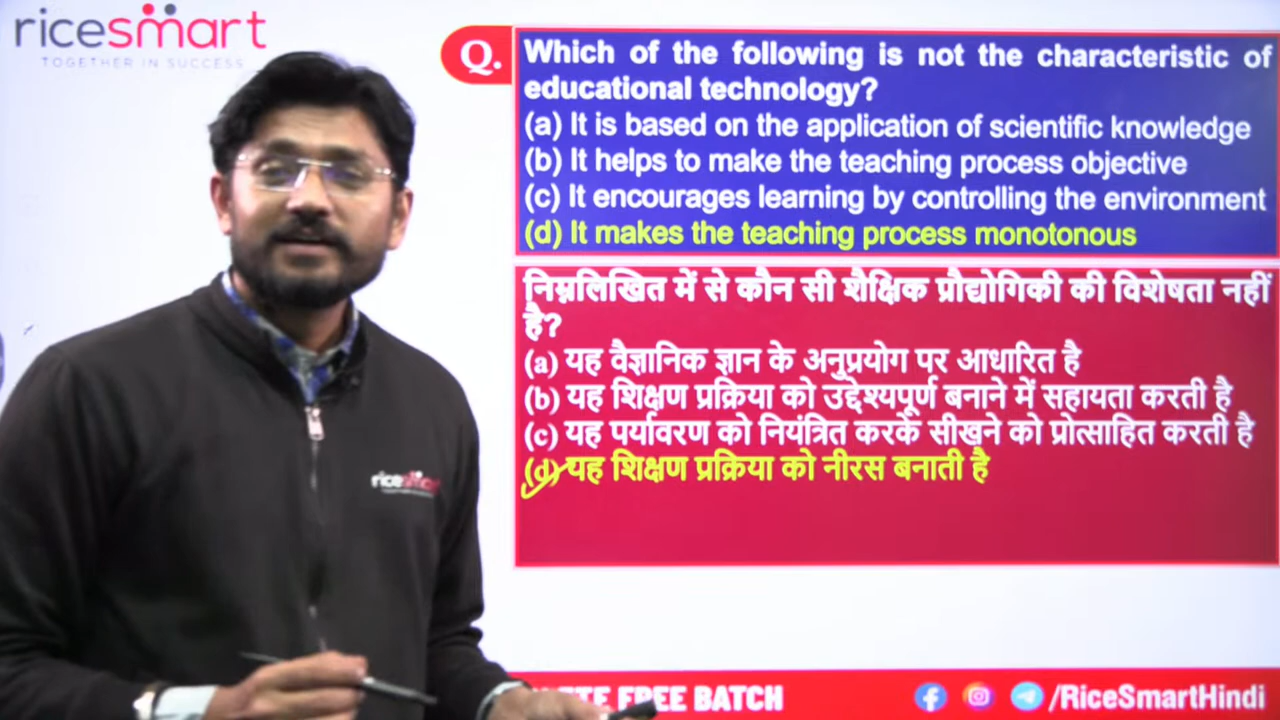 ricesmart
TOGETHER IN SUCCESS
Q.
Which of the following is not the characteristic of
educational technology?
(a) It is based on the application of scientific knowledge
(b) It helps to make the teaching process objective
(c) It encourages learning by controlling the environment
(d) It makes the teaching process monotonous
निम्नलिखित में से कौन सी शैक्षिक प्रौद्योगिकी की विशेषता नहीं
है?
(a) यह वैज्ञानिक ज्ञान के अनुप्रयोग पर आधारित है
(b) यह शिक्षण प्रक्रिया को उद्देश्यपूर्ण बनाने में सहायता करती है
(c) यह पर्यावरण को नियंत्रित करके सीखने को प्रोत्साहित करती है
(d) यह शिक्षण प्रक्रिया को नीरस बनाती है
ricesmart
FREE BATCH
/RiceSmartHindi